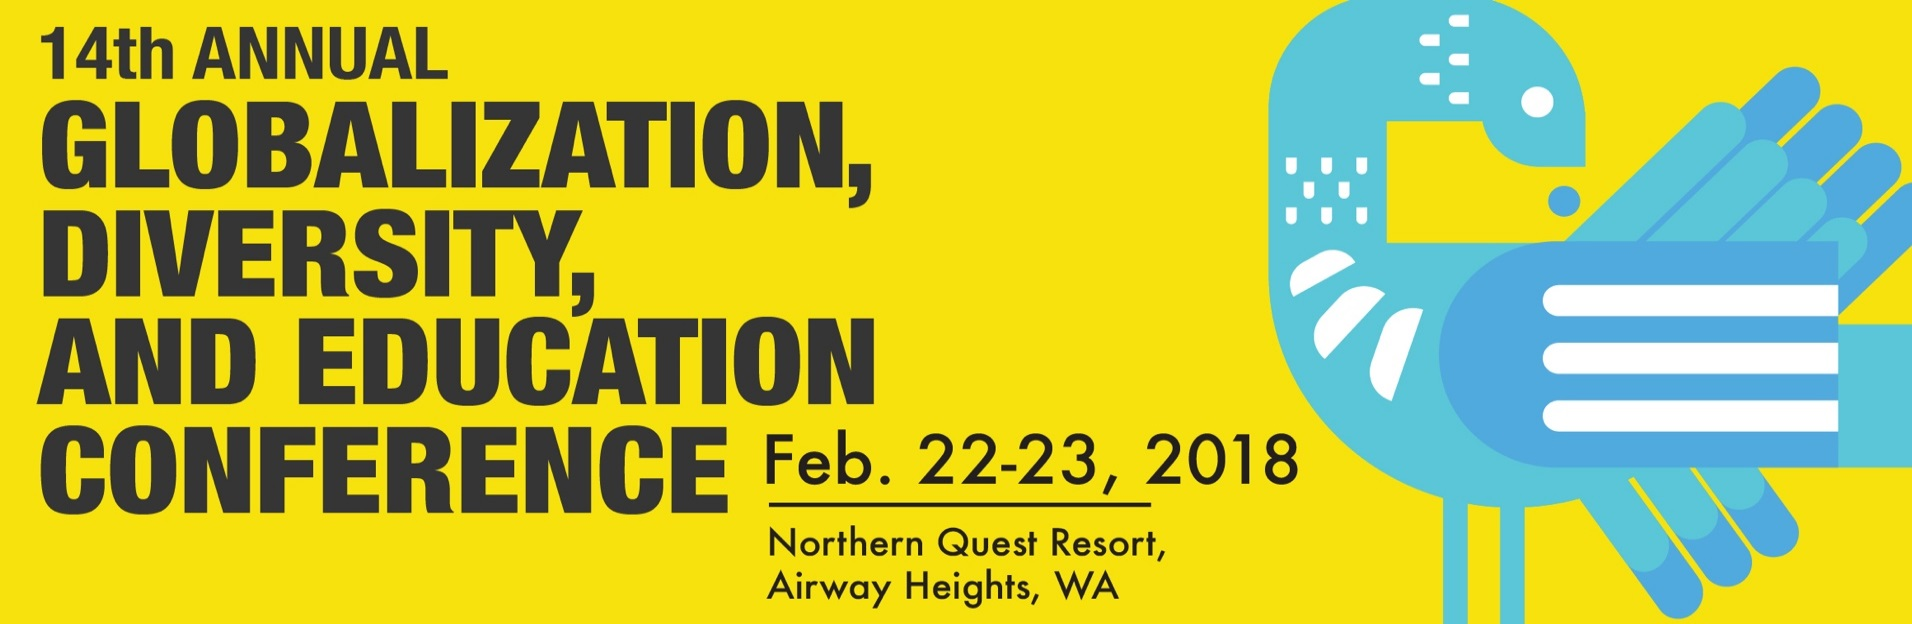 14th ANNUAL
GLOBALIZATION,
DIVERSITY,
AND EDUCATION
CONFERENCE
Feb. 22-23, 2018
Northern Quest Resort,
Airway Heights, WA